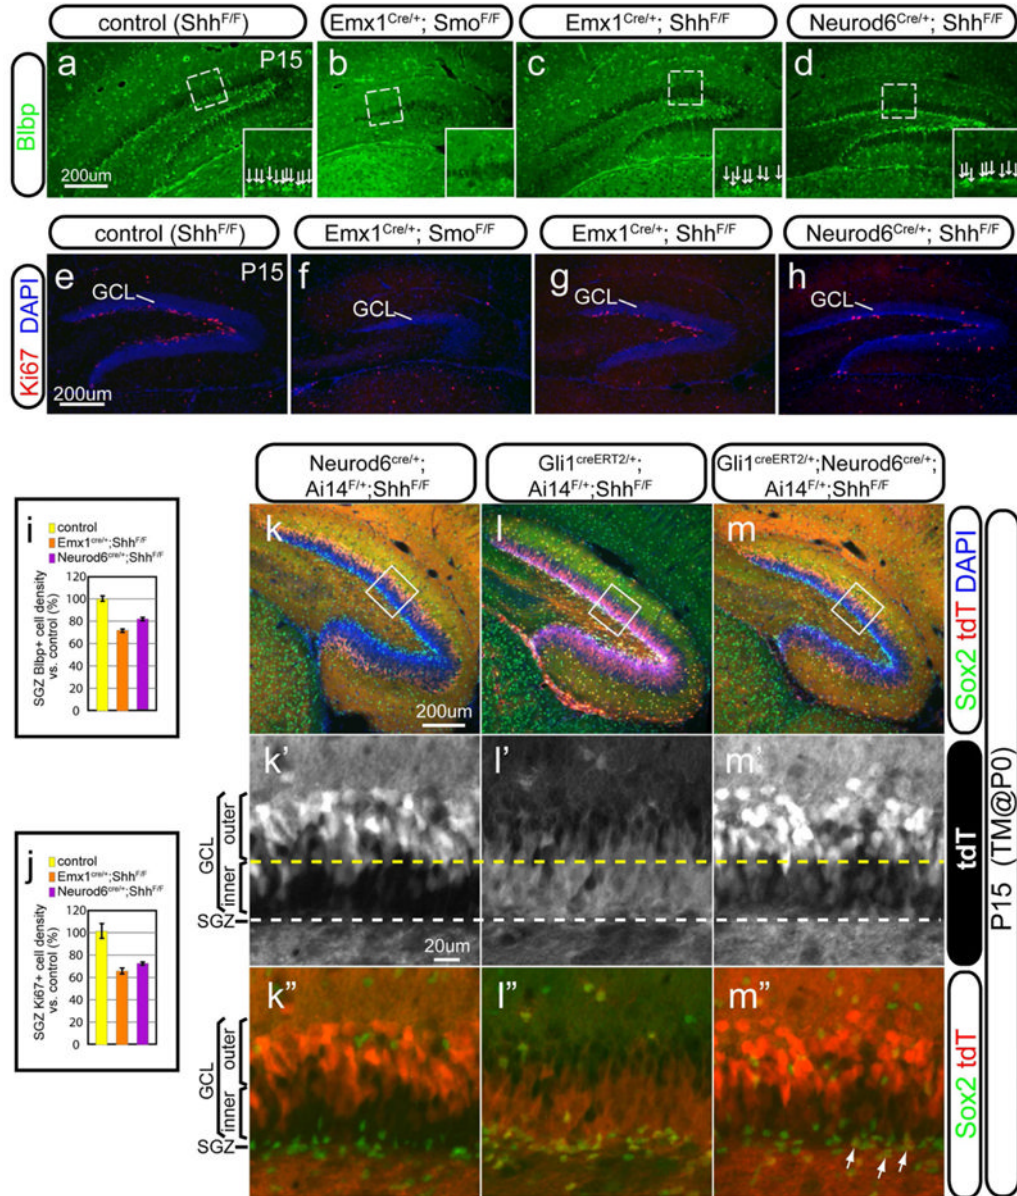 control (Shh^F/F)
Emx1^Cre/+; Smo^F/F
Emx1^Cre/+; Shh^F/F
Neurod6^Cre/+; Shh^F/F
Blbp
a
P15
b
c
d
200um
control (Shh^F/F)
Emx1^Cre/+; Smo^F/F
Emx1^Cre/+; Shh^F/F
Neurod6^Cre/+; Shh^F/F
Ki67 DAPI
e
P15
f
g
h
GCL
GCL
GCL
GCL
200um
Neurod6^cre/+;
Ai14^F/+;Shh^F/F
Gli1^creERT2/+;
Ai14^F/+;Shh^F/F
Gli1^creERT2/+;Neurod6^cre/+;
Ai14^F/+;Shh^F/F
i
control
Emx1^cre/+;Shh^F/F
Neurod6^cre/+;Shh^F/F
SGZ Blbp+ cell density
vs. control (%)
120
100
80
60
40
20
0
k
l
m
200um
Sox2 tdT DAPI
j
control
Emx1^cre/+;Shh^F/F
Neurod6^cre/+;Shh^F/F
SGZ Ki67+ cell density
vs. control (%)
120
100
80
60
40
20
0
k'
l'
m'
GCL
outer
inner
SGZ
20um
tdT
P15 (TM@P0)
k"
l"
m"
GCL
outer
inner
SGZ
Sox2 tdT